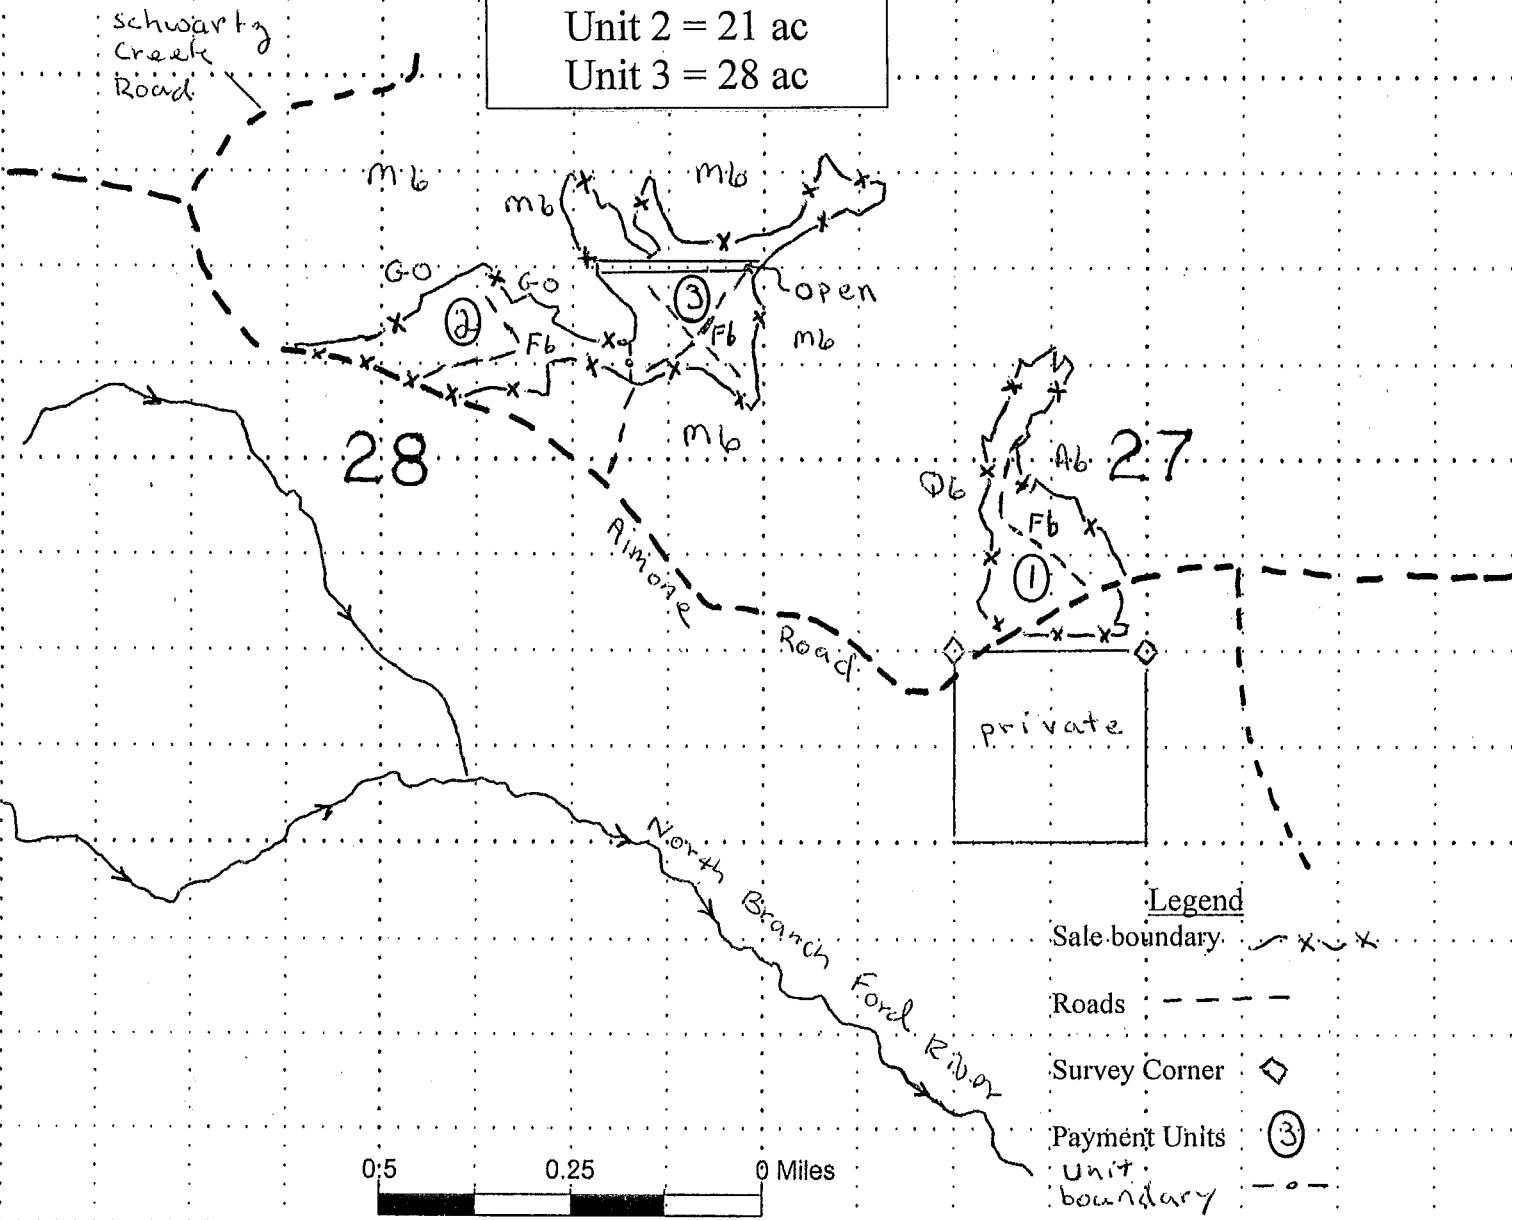 schwartz
Creek
Road
Unit 2 = 21 ac
Unit 3 = 28 ac
Mb
Mb
Mb
GO
GO
2
Fb
3
Fb
open
Mb
Mb
28
27
Qb
Ab
Fb
1
Aimone
Road
private
North Branch Ford River
Legend
Sale boundary
Roads
Survey Corner
Payment Units 3
unit
boundary
0.5 0.25 0 Miles